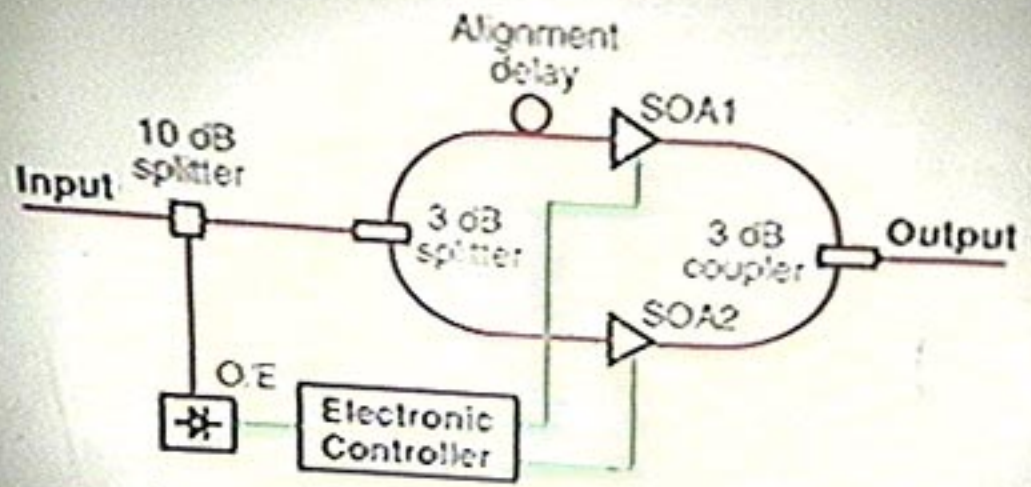 Alignment
delay
SOA1
10 dB
splitter
Input
3 dB
splitter
3 dB
coupler
Output
SOA2
O/E
Electronic
Controller